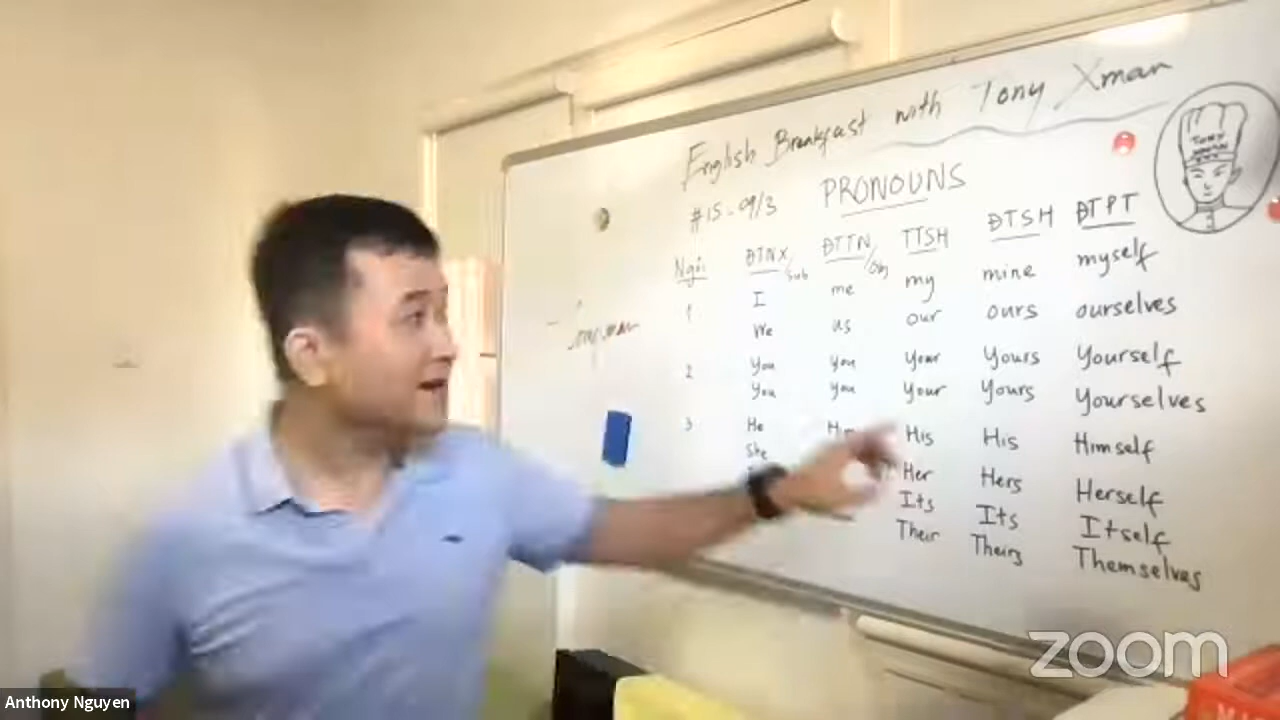 English Breakfast with Tony Xman
TONY
#15 - 09/3 PRONOUNS
Ngôi ĐTNX/Sub ĐTTN/Obj TTSH ĐTSH ĐTPT
1 I me my mine myself
We us our ours ourselves
2 You you your yours yourself
You you your yours yourselves
3 He His His Himself
She Her Hers Herself
Its Its Itself
Their Theirs Themselves
zoom
Anthony Nguyen